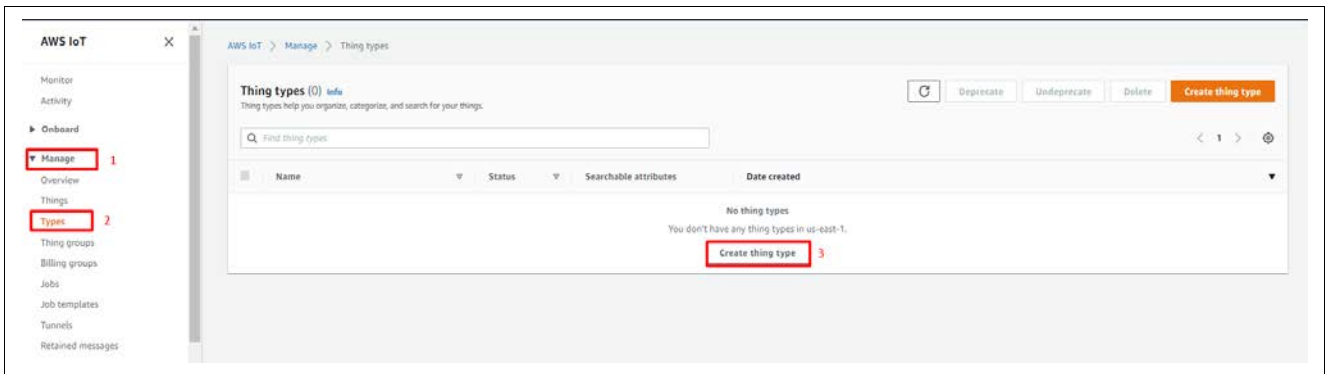 AWS IoT
Monitor
Activity
Onboard
Manage 1
Overview
Things
Types 2
Thing groups
Billing groups
Jobs
Job templates
Tunnels
Retained messages
AWS IoT > Manage > Thing types
Thing types (0) Info
Thing types help you organize, categorize, and search for your things.
Deprecate Undeprecate Delete Create thing type
Find thing types
< 1 >
Name Status Searchable attributes Date created
No thing types
You don't have any thing types in us-east-1.
Create thing type 3